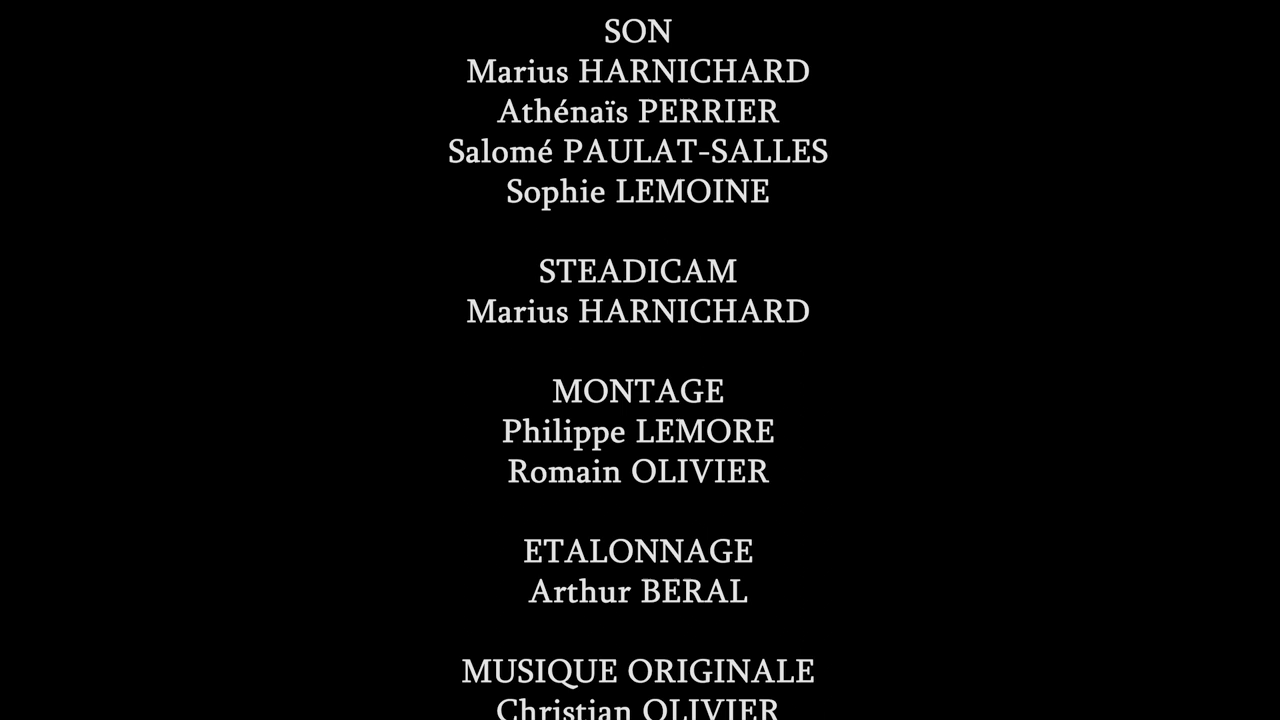 SON
Marius HARNICHARD
Athénaïs PERRIER
Salomé PAULAT-SALLES
Sophie LEMOINE
STEADICAM
Marius HARNICHARD
MONTAGE
Philippe LEMORE
Romain OLIVIER
ETALONNAGE
Arthur BERAL
MUSIQUE ORIGINALE
Christian OLIVIER